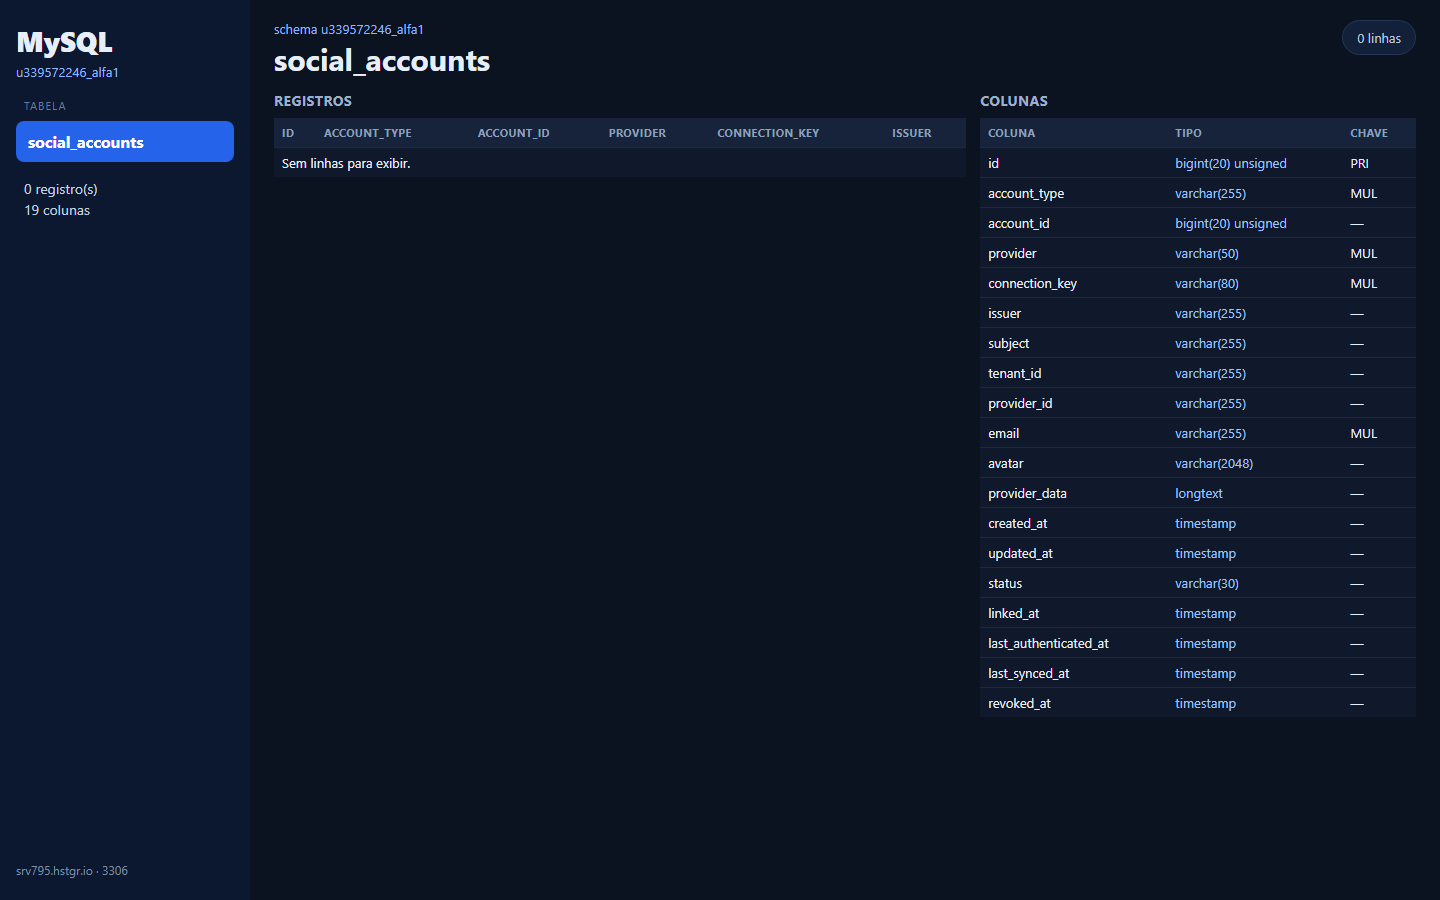 MySQL
u339572246_alfa1
TABELA
social_accounts
0 registro(s)
19 colunas
srv795.hstgr.io · 3306
schema u339572246_alfa1
social_accounts
0 linhas
REGISTROS
ID ACCOUNT_TYPE ACCOUNT_ID PROVIDER CONNECTION_KEY ISSUER
Sem linhas para exibir.
COLUNAS
COLUNA TIPO CHAVE
id bigint(20) unsigned PRI
account_type varchar(255) MUL
account_id bigint(20) unsigned —
provider varchar(50) MUL
connection_key varchar(80) MUL
issuer varchar(255) —
subject varchar(255) —
tenant_id varchar(255) —
provider_id varchar(255) —
email varchar(255) MUL
avatar varchar(2048) —
provider_data longtext —
created_at timestamp —
updated_at timestamp —
status varchar(30) —
linked_at timestamp —
last_authenticated_at timestamp —
last_synced_at timestamp —
revoked_at timestamp —